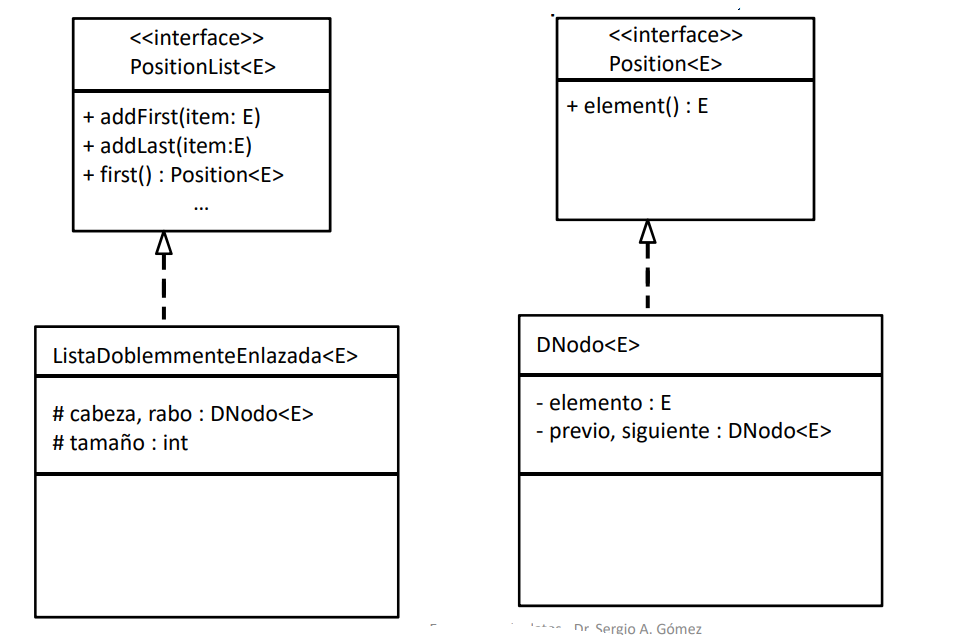 <<interface>>
PositionList<E>
+ addFirst(item: E)
+ addLast(item:E)
+ first() : Position<E>
...
ListaDoblemmenteEnlazada<E>
# cabeza, rabo : DNodo<E>
# tamaño : int
<<interface>>
Position<E>
+ element() : E
DNodo<E>
- elemento : E
- previo, siguiente : DNodo<E>
Dr. Sergio A. Gómez